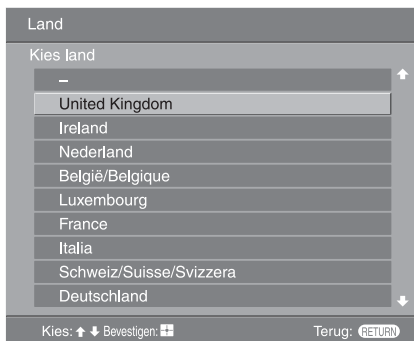 Land
Kies land
–
United Kingdom
Ireland
Nederland
België/Belgique
Luxembourg
France
Italia
Schweiz/Suisse/Svizzera
Deutschland
Kies: ↑ ↓ Bevestigen: Terug: RETURN